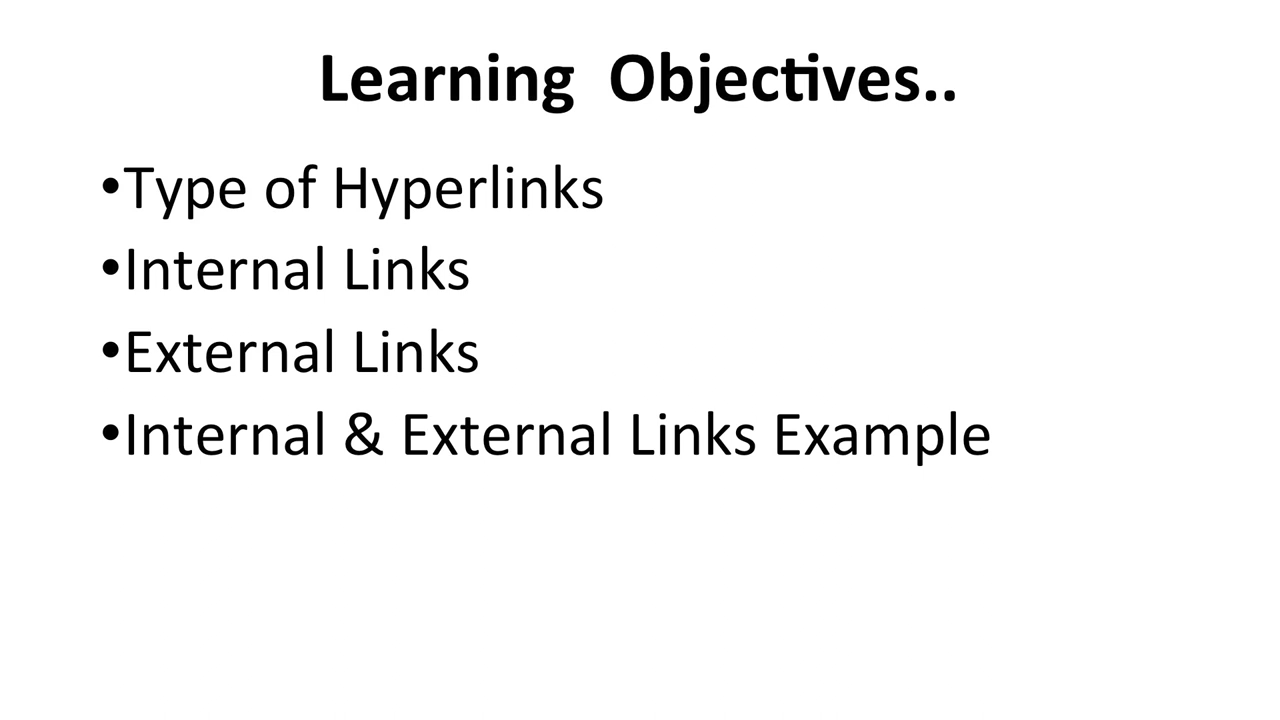 Learning  Objectives..
•Type of Hyperlinks
•Internal Links
•External Links
•Internal & External Links Example